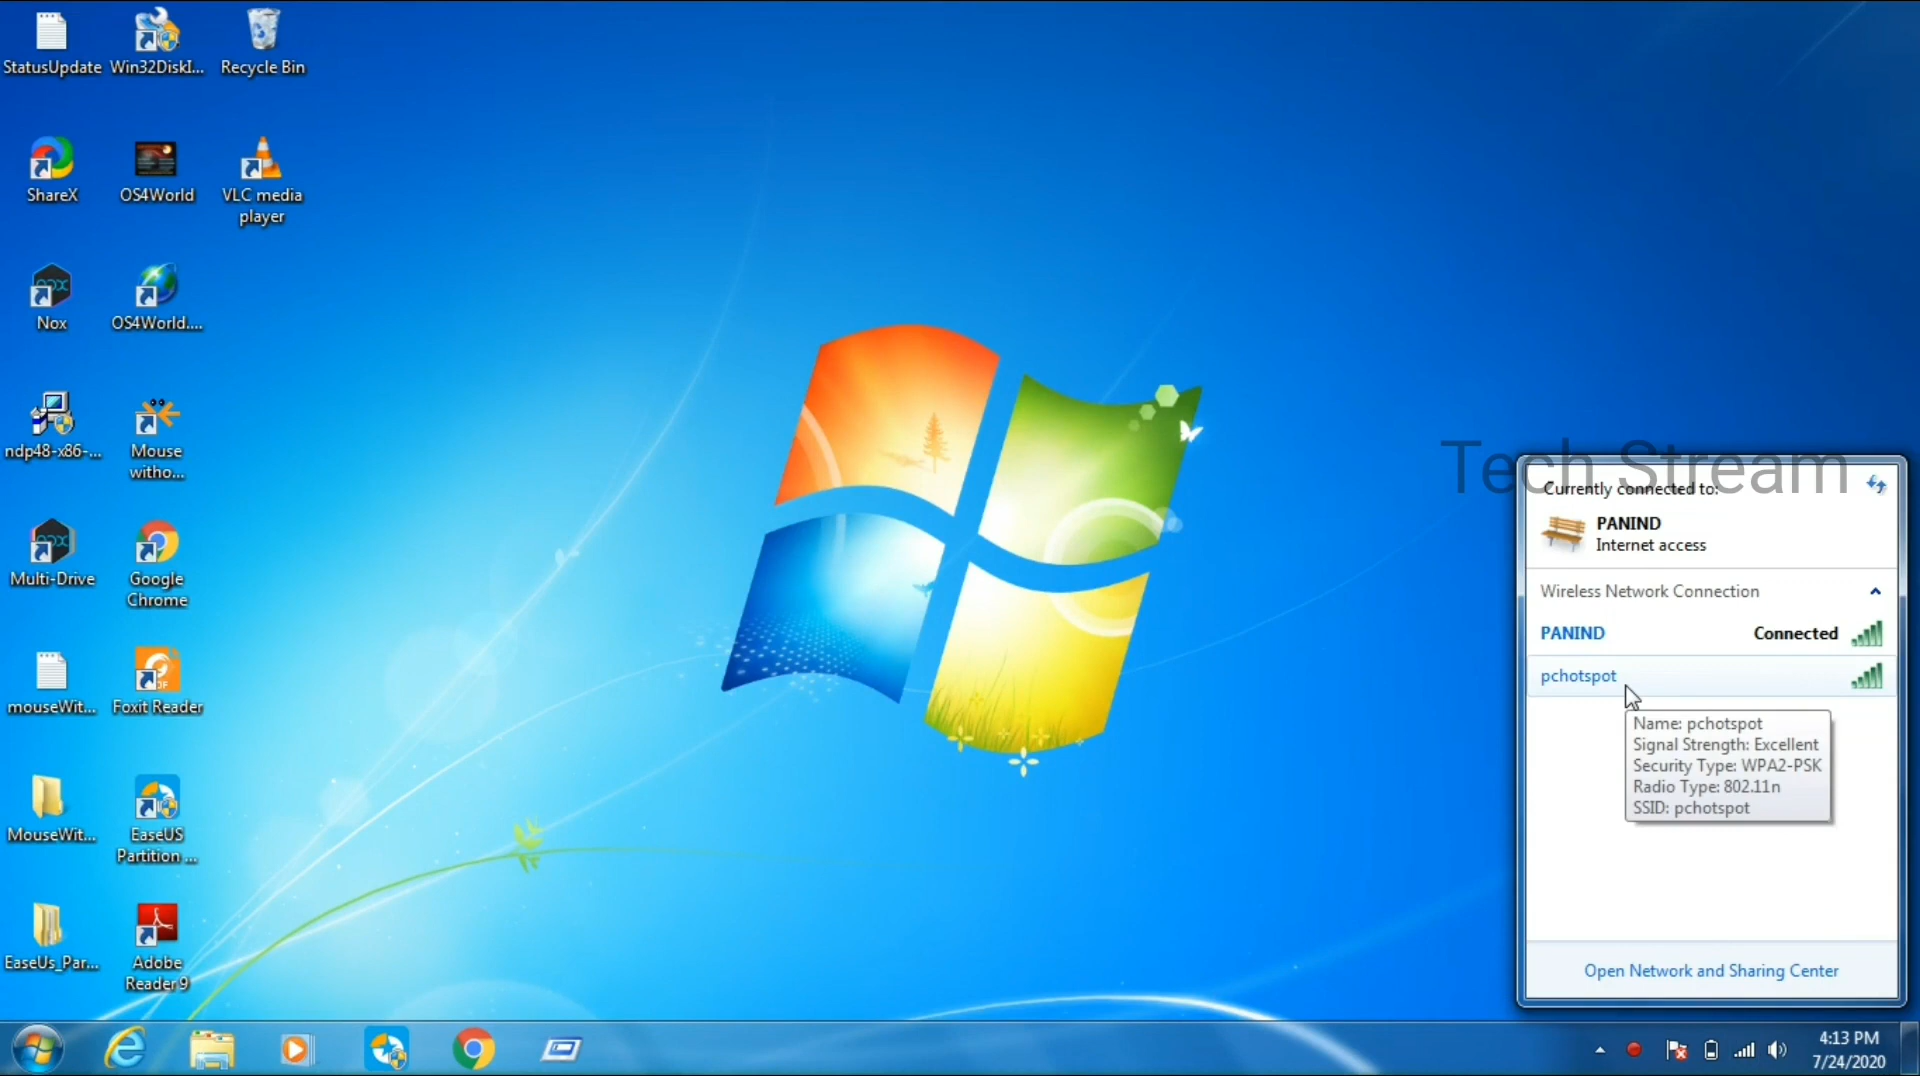 StatusUpdate
Win32DiskI...
Recycle Bin
ShareX
OS4World
VLC media
player
Nox
OS4World....
ndp48-x86-...
Mouse
witho...
Multi-Drive
Google
Chrome
mouseWit...
Foxit Reader
MouseWit...
EaseUS
Partition ...
EaseUs_Par...
Adobe
Reader 9
Tech Stream
Currently connected to:
PANIND
Internet access
Wireless Network Connection
PANIND Connected
pchotspot
Name: pchotspot
Signal Strength: Excellent
Security Type: WPA2-PSK
Radio Type: 802.11n
SSID: pchotspot
Open Network and Sharing Center
4:13 PM
7/24/2020